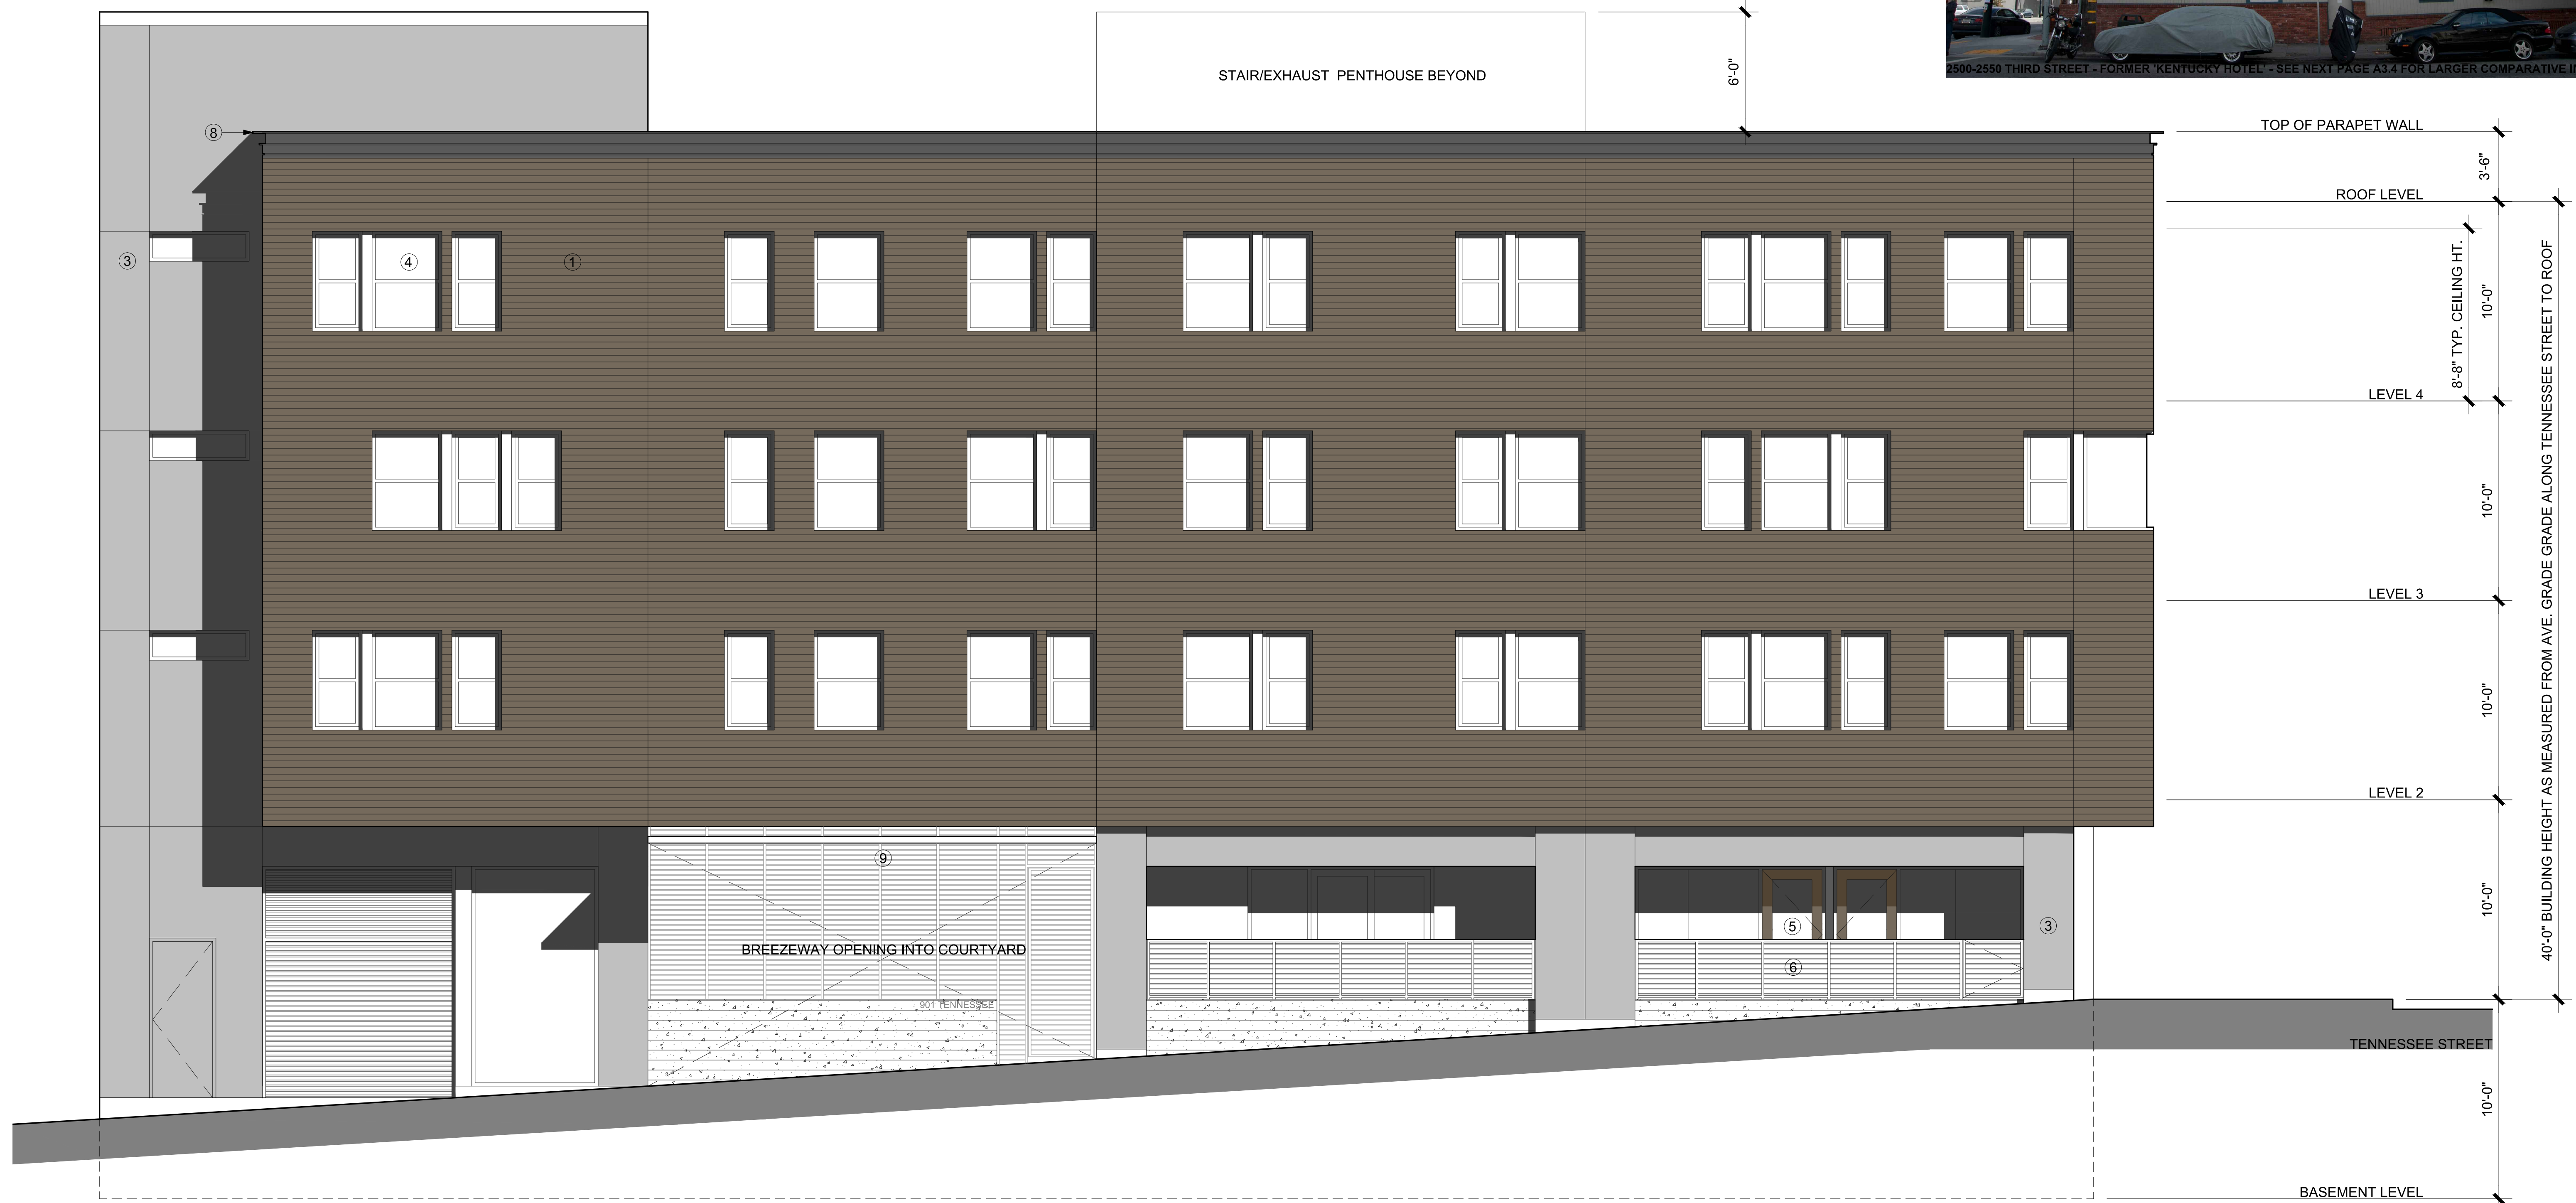 2500-2550 THIRD STREET - FORMER 'KENTUCKY HOTEL' - SEE NEXT PAGE A3.4 FOR LARGER COMPARATIVE
STAIR/EXHAUST PENTHOUSE BEYOND
6'-0"
8
TOP OF PARAPET WALL
3'-6"
ROOF LEVEL
3
4
1
8'-8" TYP. CEILING HT.
10'-0"
40'-0" BUILDING HEIGHT AS MEASURED FROM AVE. GRADE GRADE ALONG TENNESSEE STREET TO ROOF
LEVEL 4
10'-0"
LEVEL 3
10'-0"
LEVEL 2
10'-0"
9
BREEZEWAY OPENING INTO COURTYARD
5
3
6
901 TENNESSEE
TENNESSEE STREET
10'-0"
BASEMENT LEVEL